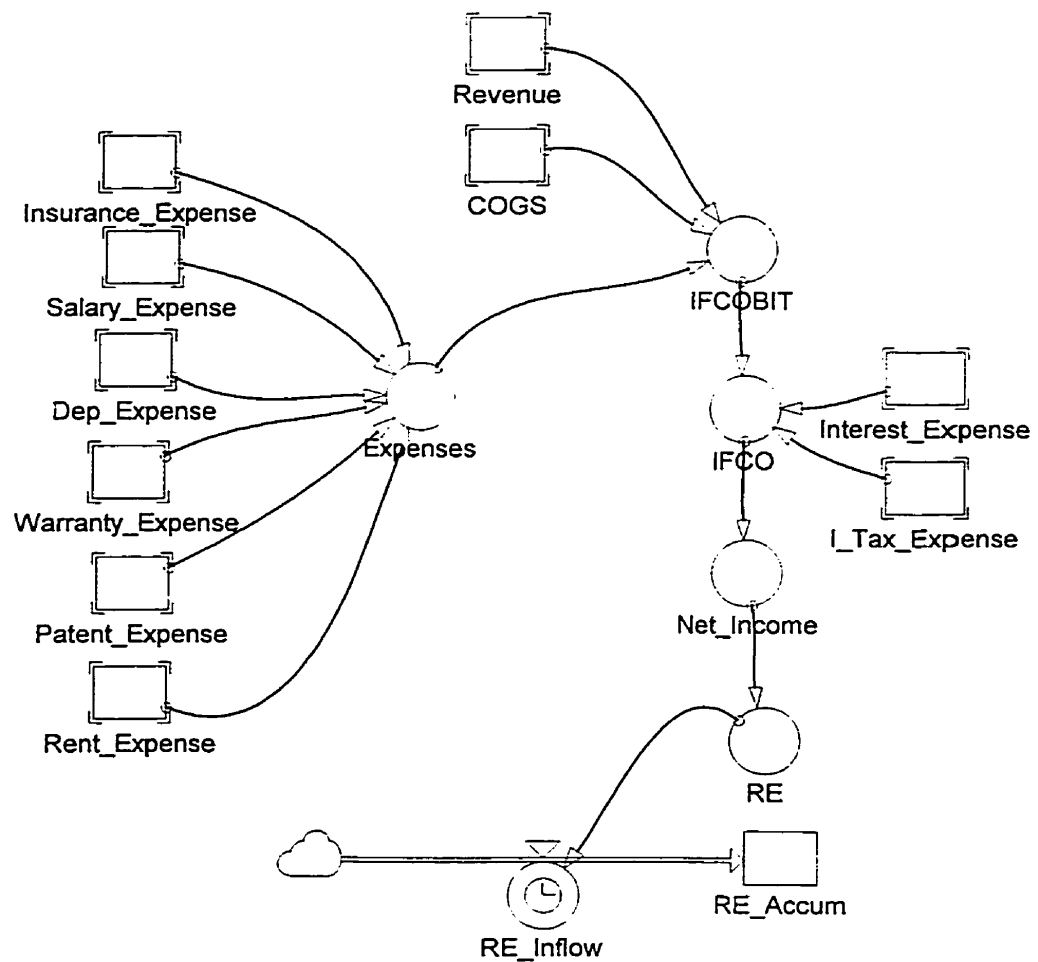 Revenue
COGS
Insurance_Expense
Salary_Expense
Dep_Expense
Warranty_Expense
Patent_Expense
Rent_Expense
Expenses
IFCOBIT
IFCO
Interest_Expense
I_Tax_Expense
Net_Income
RE
RE_Inflow
RE_Accum